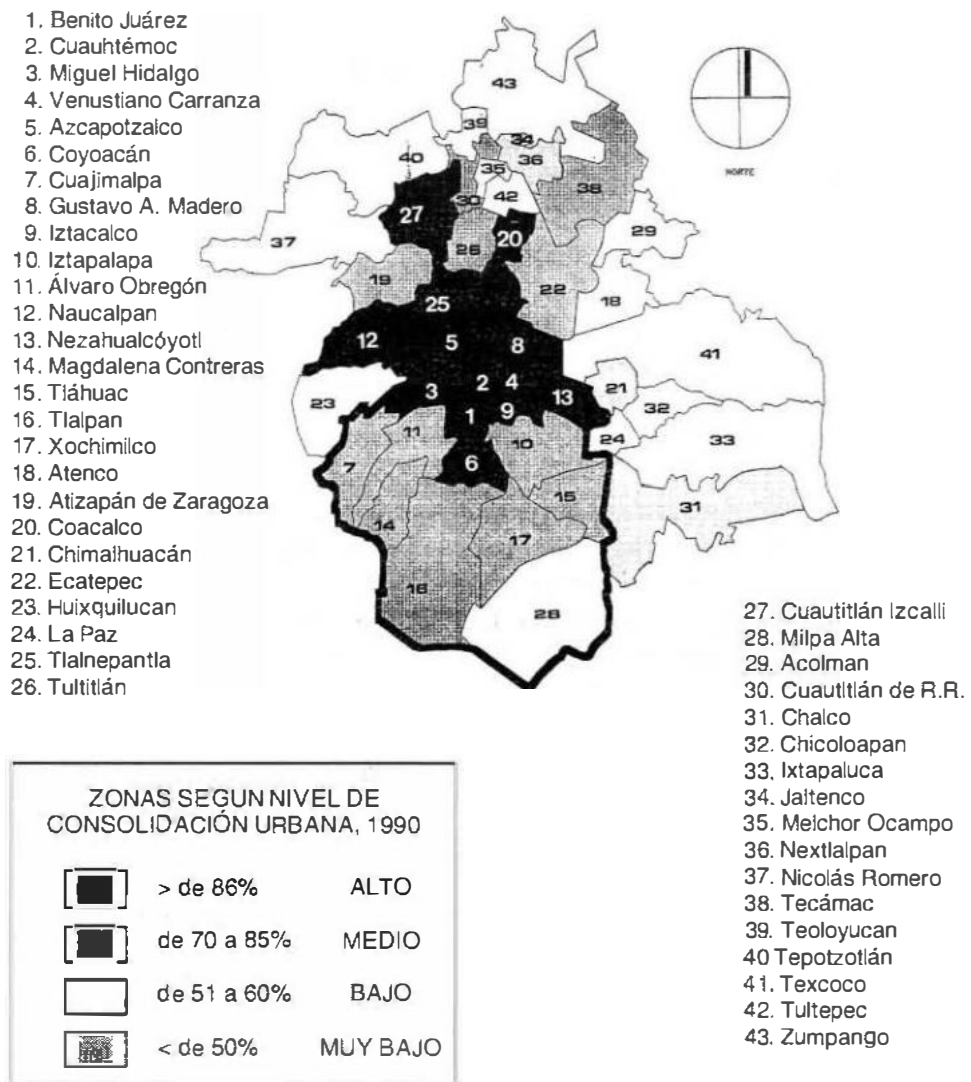 1. Benito Juárez
2. Cuauhtémoc
3. Miguel Hidalgo
4. Venustiano Carranza
5. Azcapotzalco
6. Coyoacán
7. Cuajimalpa
8. Gustavo A. Madero
9. Iztacalco
10. Iztapalapa
11. Álvaro Obregón
12. Naucalpan
13. Nezahualcóyotl
14. Magdalena Contreras
15. Tláhuac
16. Tlalpan
17. Xochimilco
18. Atenco
19. Atizapán de Zaragoza
20. Coacalco
21. Chimalhuacán
22. Ecatepec
23. Huixquilucan
24. La Paz
25. Tlalnepantla
26. Tultitlán
NORTE
43
39
34
40
35
36
30
42
38
27
20
29
37
26
19
22
18
25
12
5
8
41
21
2
4
3
13
32
23
1
9
24
33
11
10
7
6
15
31
14
17
16
28
27. Cuautitlán Izcalli
28. Milpa Alta
29. Acolman
30. Cuautitlán de R.R.
31. Chalco
32. Chicoloapan
33. Ixtapaluca
34. Jaltenco
35. Melchor Ocampo
36. Nextlalpan
37. Nicolás Romero
38. Tecámac
39. Teoloyucan
40 Tepotzotlán
41. Texcoco
42. Tultepec
43. Zumpango
ZONAS SEGUN NIVEL DE
CONSOLIDACIÓN URBANA, 1990
> de 86% ALTO
de 70 a 85% MEDIO
de 51 a 60% BAJO
< de 50% MUY BAJO